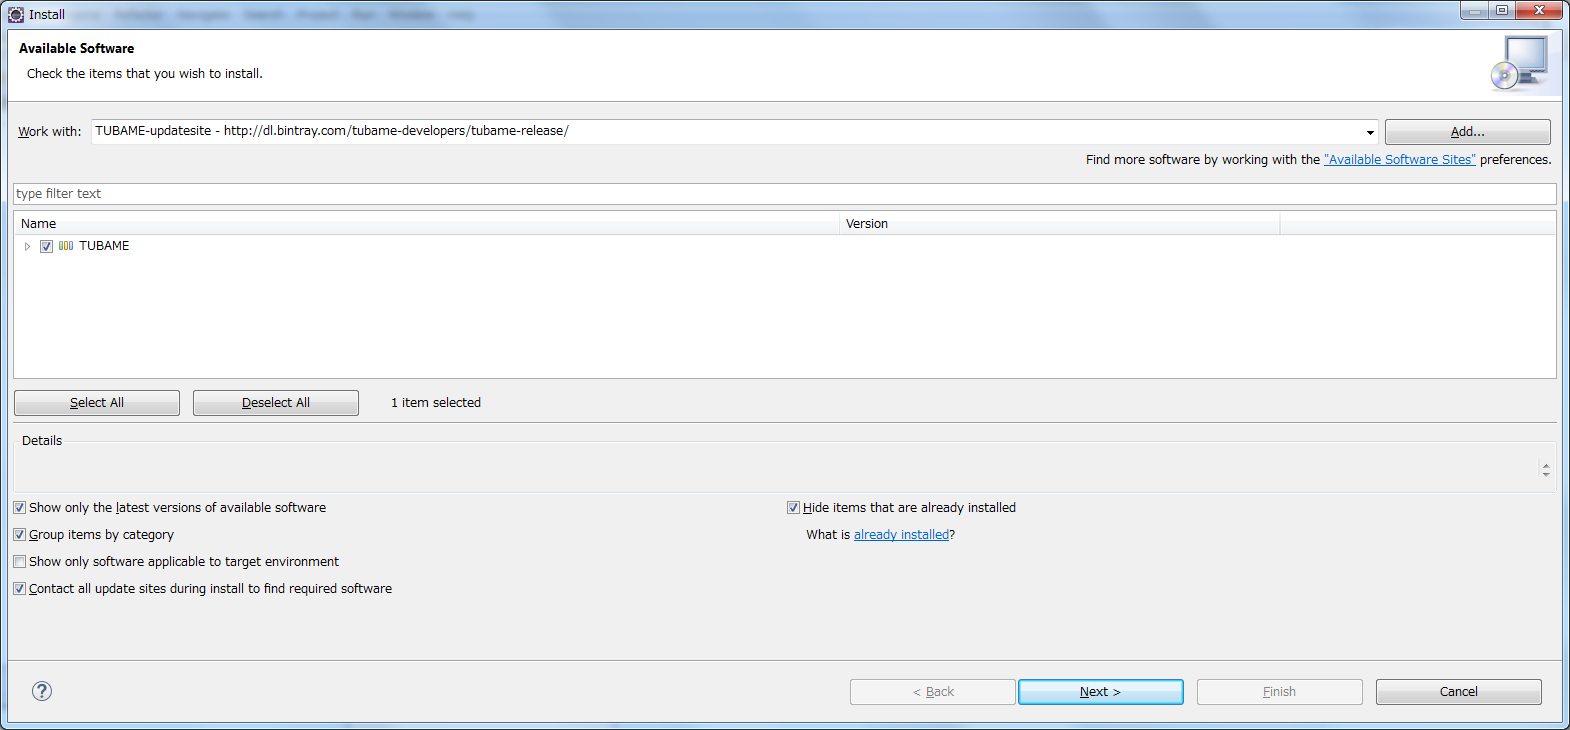 Install
Available Software
Check the items that you wish to install.
Work with: TUBAME-updatesite - http://dl.bintray.com/tubame-developers/tubame-release/ Add...
Find more software by working with the "Available Software Sites" preferences.
type filter text
Name Version
TUBAME
Select All Deselect All 1 item selected
Details
Show only the latest versions of available software Hide items that are already installed
Group items by category What is already installed?
Show only software applicable to target environment
Contact all update sites during install to find required software
? < Back Next > Finish Cancel